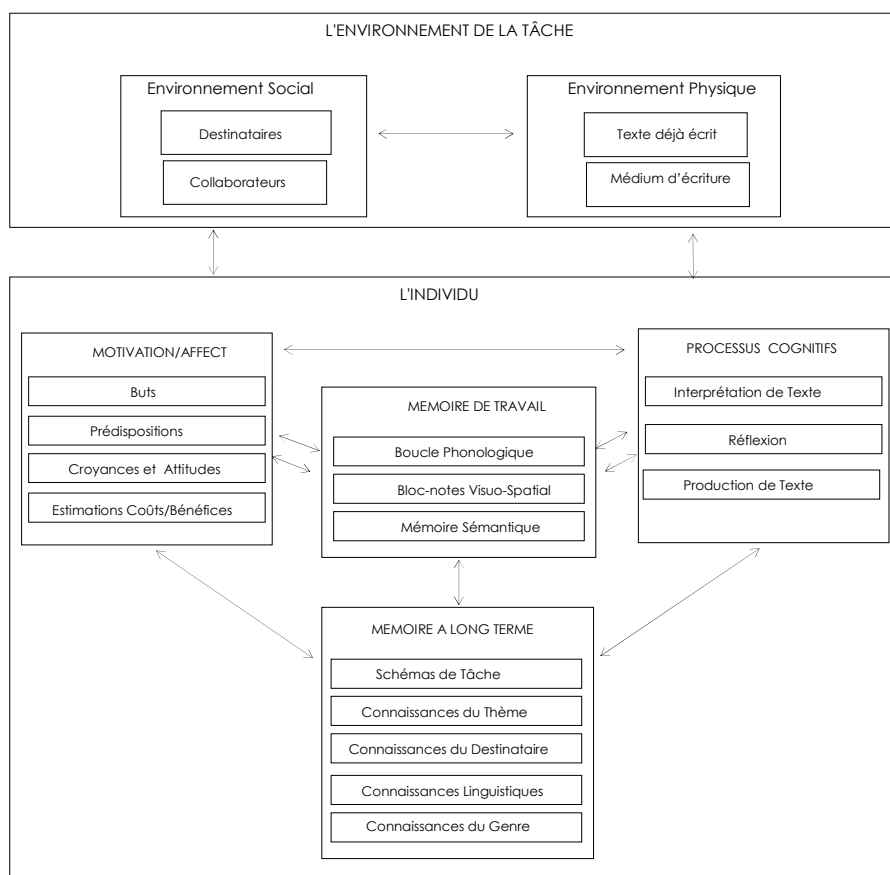 L'ENVIRONNEMENT DE LA TÂCHE
Environnement Social
Destinataires
Collaborateurs
Environnement Physique
Texte déjà écrit
Médium d'écriture
L'INDIVIDU
MOTIVATION/AFFECT
Buts
Prédispositions
Croyances et Attitudes
Estimations Coûts/Bénéfices
MEMOIRE DE TRAVAIL
Boucle Phonologique
Bloc-notes Visuo-Spatial
Mémoire Sémantique
PROCESSUS COGNITIFS
Interprétation de Texte
Réflexion
Production de Texte
MEMOIRE A LONG TERME
Schémas de Tâche
Connaissances du Thème
Connaissances du Destinataire
Connaissances Linguistiques
Connaissances du Genre